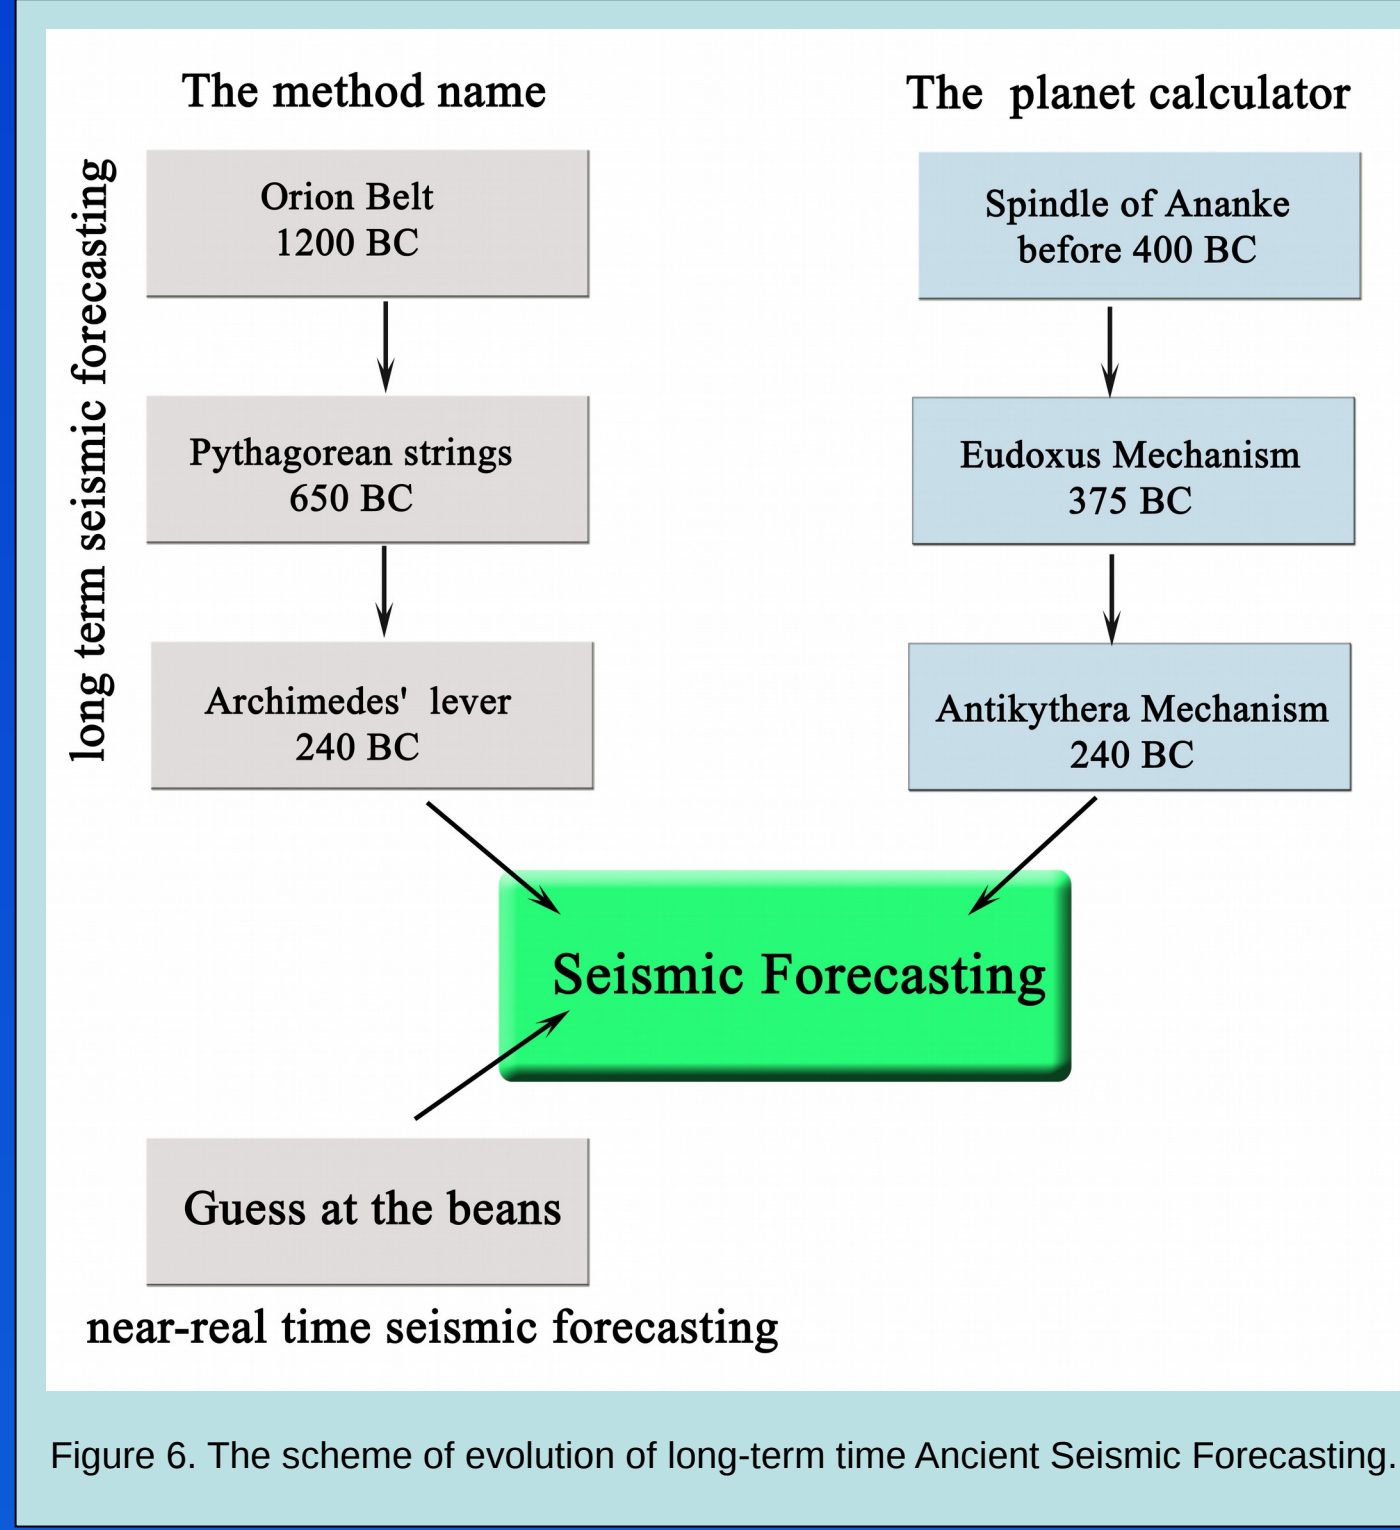 The method name
The planet calculator
long term seismic forecasting
Orion Belt
1200 BC
Spindle of Ananke
before 400 BC
Pythagorean strings
650 BC
Eudoxus Mechanism
375 BC
Archimedes' lever
240 BC
Antikythera Mechanism
240 BC
Seismic Forecasting
Guess at the beans
near-real time seismic forecasting
Figure 6. The scheme of evolution of long-term time Ancient Seismic Forecasting.